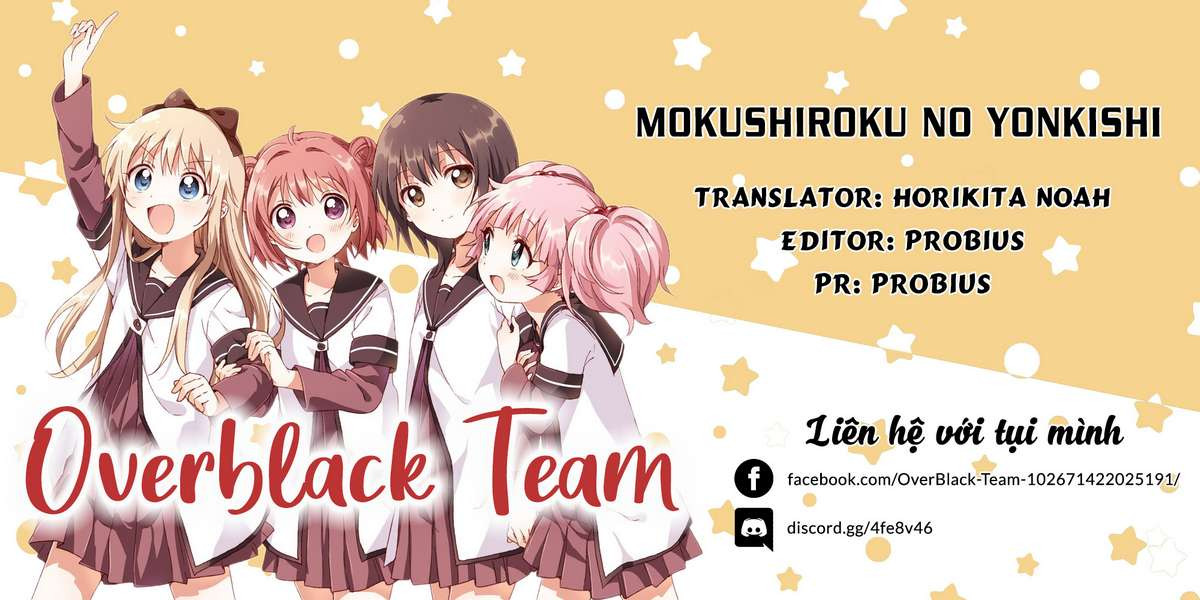 MOKUSHIROKU NO YONKISHI
TRANSLATOR: HORIKITA NOAH
EDITOR: PROBIUS
PR: PROBIUS
Overblack Team
Liên hệ với tụi mình
facebook.com/OverBlack-Team-102671422025191/
discord.gg/4fe8v46